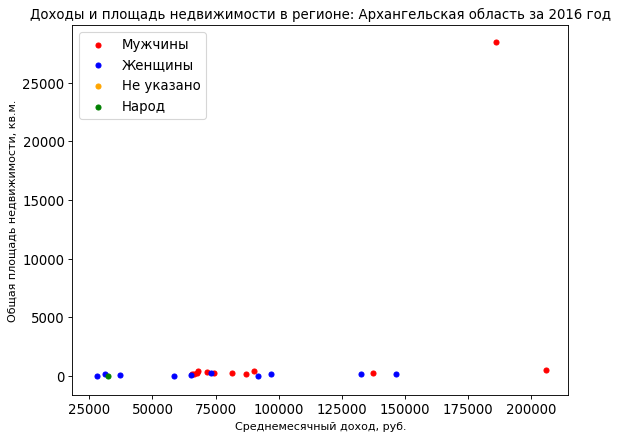 Доходы и площадь недвижимости в регионе: Архангельская область за 2016 год
Мужчины
Женщины
Не указано
Народ
Общая площадь недвижимости, кв.м.
25000
20000
15000
10000
5000
0
25000 50000 75000 100000 125000 150000 175000 200000
Среднемесячный доход, руб.